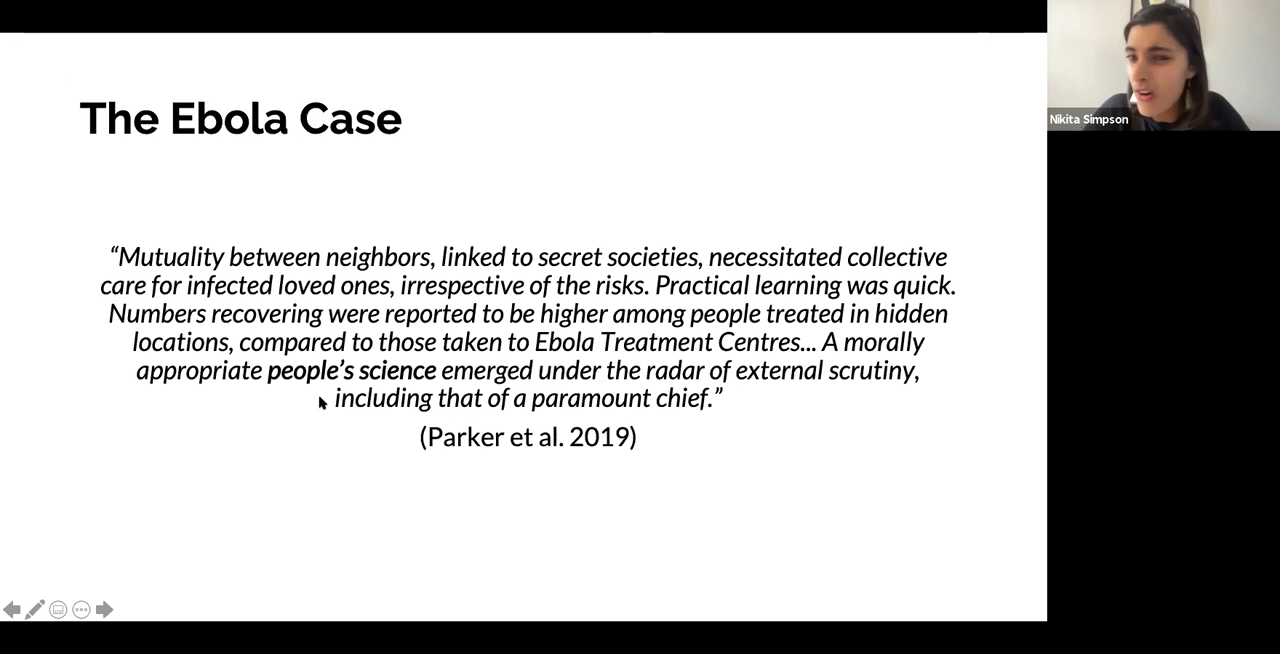 The Ebola Case
“Mutuality between neighbors, linked to secret societies, necessitated collective
care for infected loved ones, irrespective of the risks. Practical learning was quick.
Numbers recovering were reported to be higher among people treated in hidden
locations, compared to those taken to Ebola Treatment Centres... A morally
appropriate people’s science emerged under the radar of external scrutiny,
including that of a paramount chief.”
(Parker et al. 2019)
Nikita Simpson